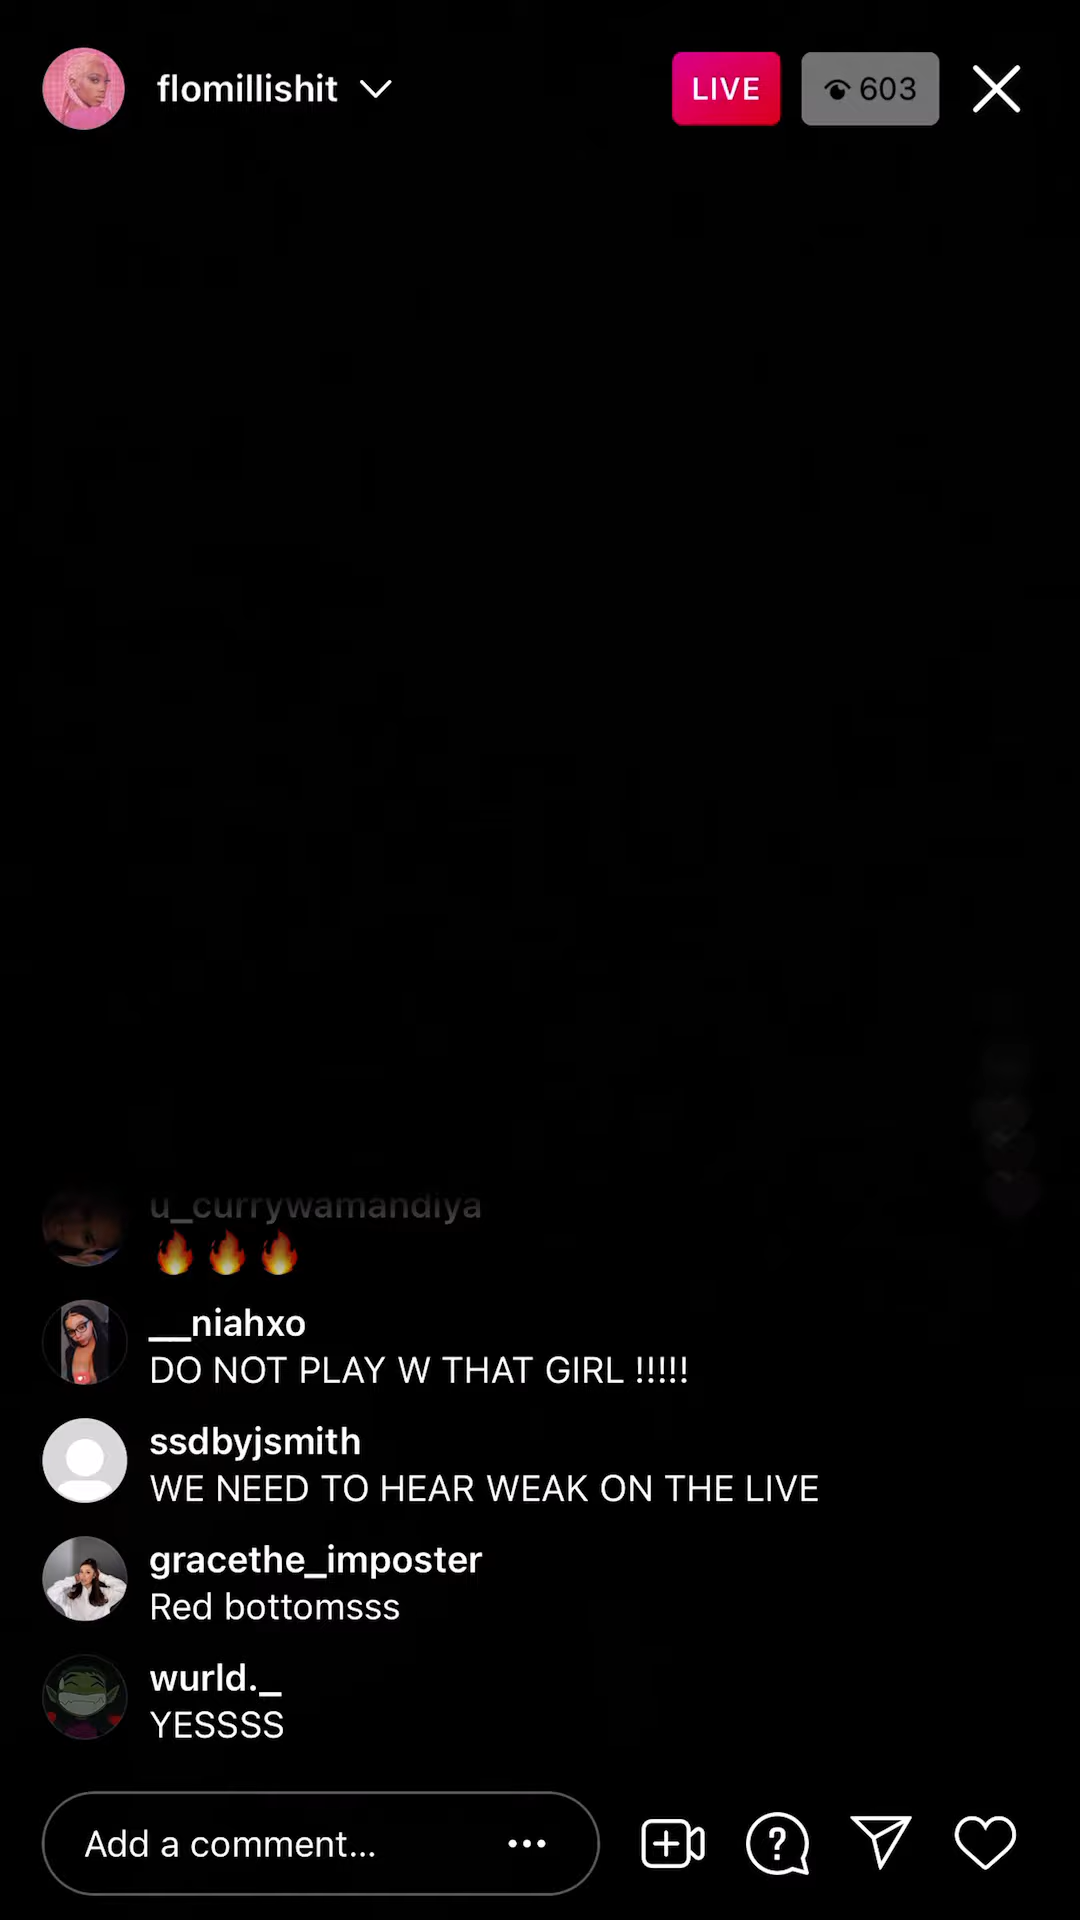 flomillishit
LIVE
603
u_currywamandiya
🔥🔥🔥
__niahxo
DO NOT PLAY W THAT GIRL !!!!!
ssdbyjsmith
WE NEED TO HEAR WEAK ON THE LIVE
gracethe_imposter
Red bottomsss
wurld._
YESSSS
Add a comment...